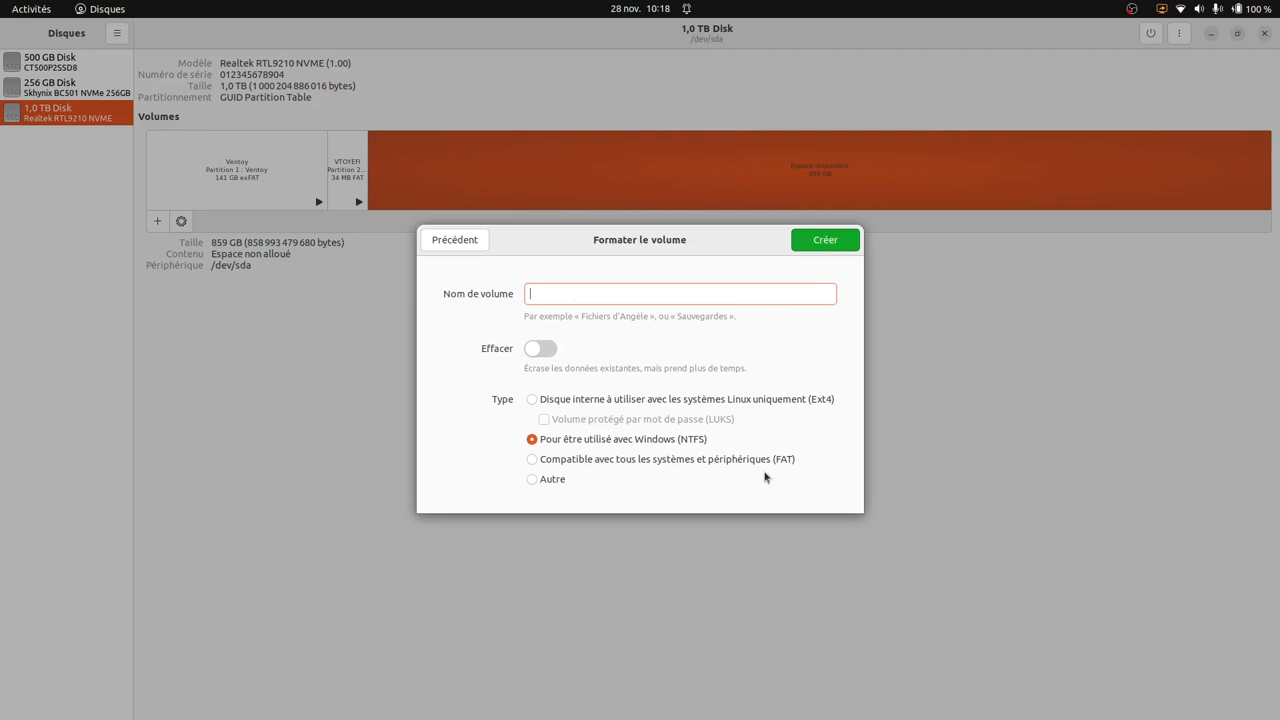 Activités
Disques
28 nov. 10:18
100 %
Disques
1,0 TB Disk
/dev/sda
500 GB Disk
CT500P2SSD8
256 GB Disk
Skhynix BC501 NVMe 256GB
1,0 TB Disk
Realtek RTL9210 NVME
Modèle Realtek RTL9210 NVME (1.00)
Numéro de série 012345678904
Taille 1,0 TB (1 000 204 886 016 bytes)
Partitionnement GUID Partition Table
Volumes
Ventoy
Partition 1 : Ventoy
141 GB exFAT
VTOYEFI
Partition 2…
34 MB FAT
Espace disponible
859 GB
Taille 859 GB (858 993 479 680 bytes)
Contenu Espace non alloué
Périphérique /dev/sda
Précédent
Formater le volume
Créer
Nom de volume
Par exemple « Fichiers d’Angèle », ou « Sauvegardes ».
Effacer
Écrase les données existantes, mais prend plus de temps.
Type Disque interne à utiliser avec les systèmes Linux uniquement (Ext4)
Volume protégé par mot de passe (LUKS)
Pour être utilisé avec Windows (NTFS)
Compatible avec tous les systèmes et périphériques (FAT)
Autre